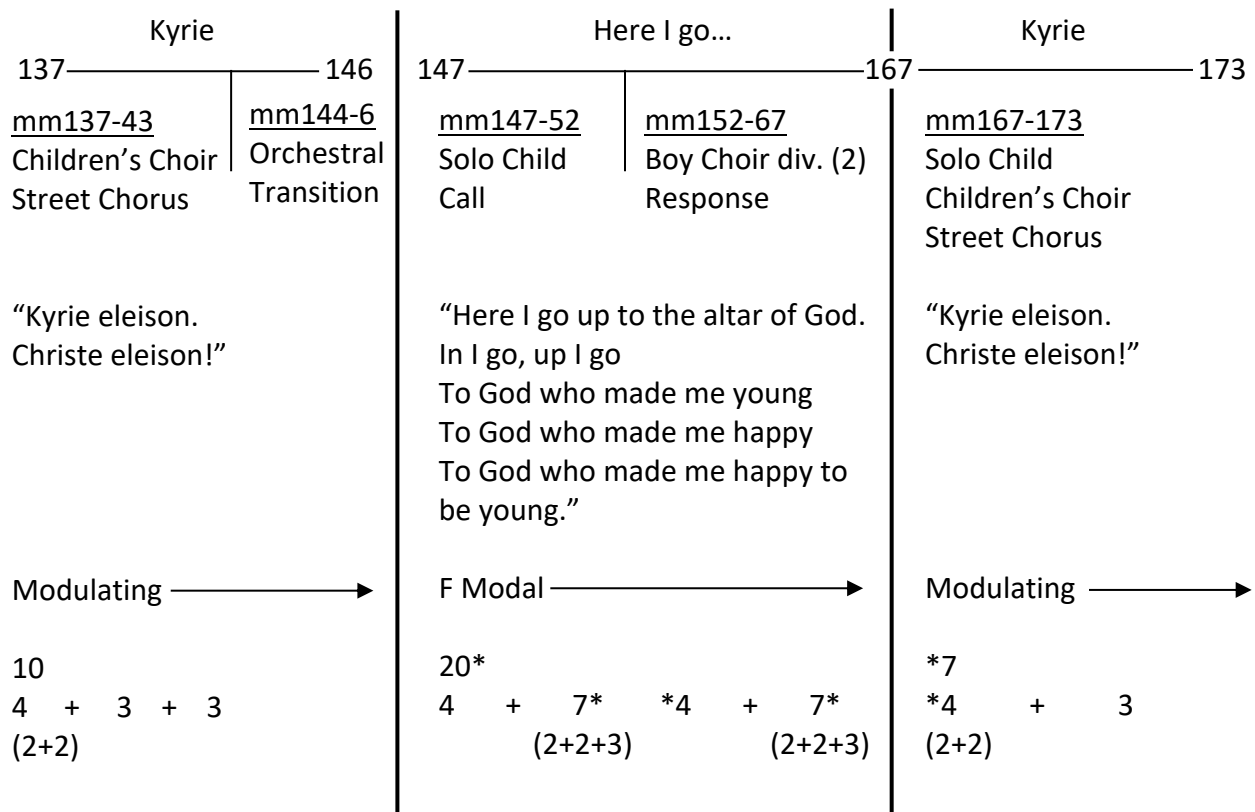 Kyrie
137 146
mm137-43
Children’s Choir
Street Chorus
mm144-6
Orchestral
Transition
“Kyrie eleison.
Christe eleison!”
Modulating
10
4 + 3 + 3
(2+2)
Here I go…
147 167
mm147-52
Solo Child
Call
mm152-67
Boy Choir div. (2)
Response
“Here I go up to the altar of God.
In I go, up I go
To God who made me young
To God who made me happy
To God who made me happy to
be young.”
F Modal
20*
4 + 7* *4 + 7*
(2+2+3) (2+2+3)
Kyrie
173
mm167-173
Solo Child
Children’s Choir
Street Chorus
“Kyrie eleison.
Christe eleison!”
Modulating
*7
*4 + 3
(2+2)